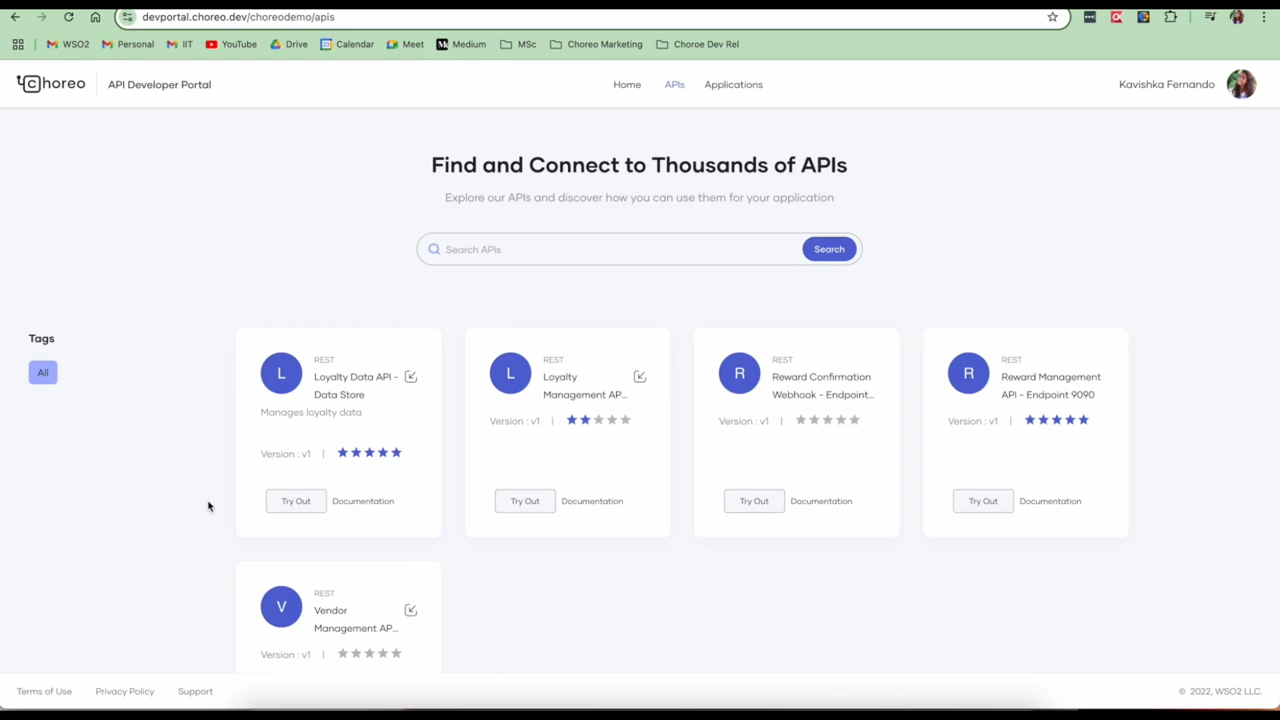 devportal.choreo.dev/choreodemo/apis
WSO2 Personal IIT YouTube Drive Calendar Meet Medium MSc Choreo Marketing Choroe Dev Rel
choreo API Developer Portal Home APIs Applications Kavishka Fernando
Find and Connect to Thousands of APIs
Explore our APIs and discover how you can use them for your application
Search APIs Search
Tags
All
L
REST
Loyalty Data API -
Data Store
Manages loyalty data
Version : v1 |
Try Out Documentation
L
REST
Loyalty
Management AP...
Version : v1 |
Try Out Documentation
R
REST
Reward Confirmation
Webhook - Endpoint...
Version : v1 |
Try Out Documentation
R
REST
Reward Management
API - Endpoint 9090
Version : v1 |
Try Out Documentation
V
REST
Vendor
Management AP...
Version : v1 |
Terms of Use Privacy Policy Support © 2022, WSO2 LLC.